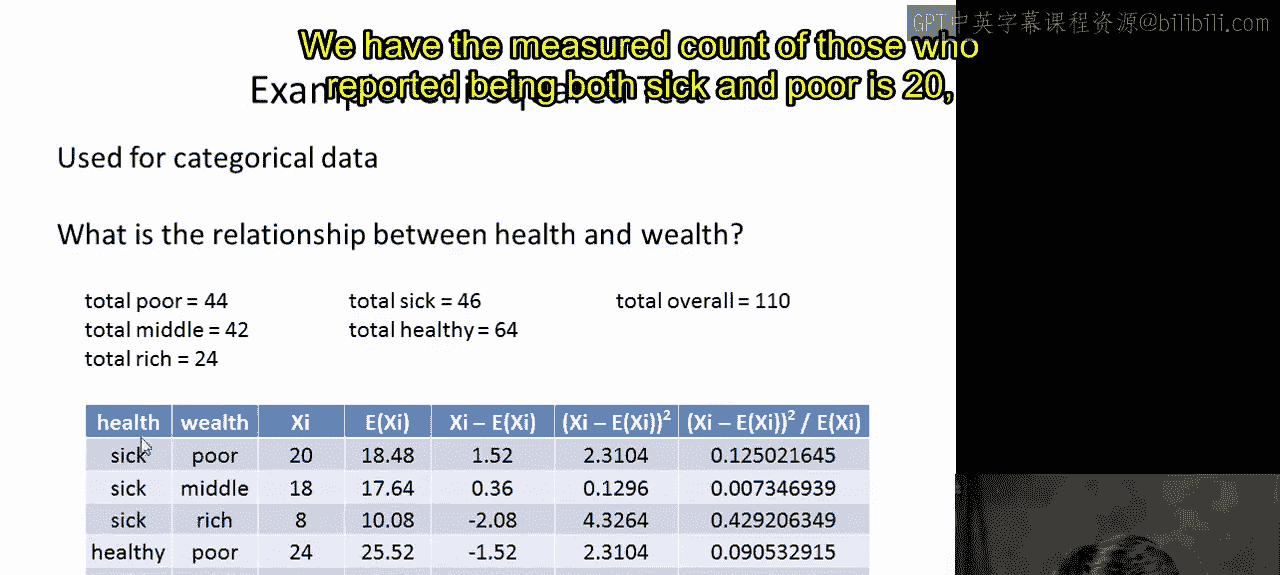 GPT中英字幕课程资源@bilibili.com
We have the measured count of those who
reported being both sick and poor is 20,
Used for categorical data
What is the relationship between health and wealth?
total poor = 44 total sick = 46 total overall = 110
total middle = 42 total healthy = 64
total rich = 24
health wealth Xi E(Xi) Xi – E(Xi) (Xi – E(Xi))² (Xi – E(Xi))² / E(Xi)
sick poor 20 18.48 1.52 2.3104 0.125021645
sick middle 18 17.64 0.36 0.1296 0.007346939
sick rich 8 10.08 -2.08 4.3264 0.429206349
healthy poor 24 25.52 -1.52 2.3104 0.090532915